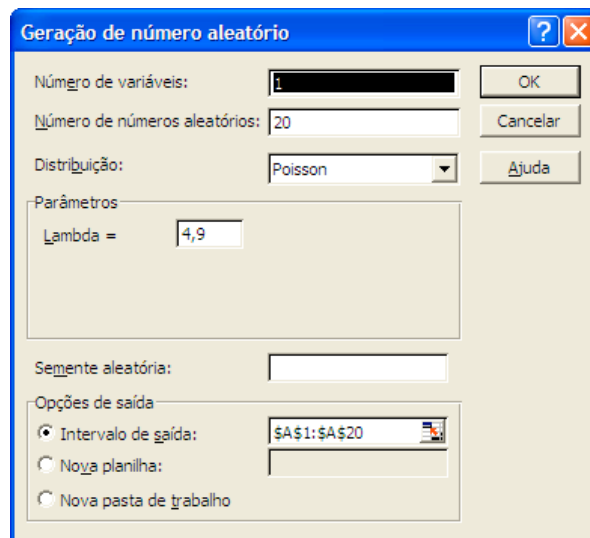 Geração de número aleatório
Número de variáveis: 1 OK
Número de números aleatórios: 20 Cancelar
Distribuição: Poisson Ajuda
Parâmetros
Lambda = 4,9
Semente aleatória:
Opções de saída
Intervalo de saída: $A$1:$A$20
Nova planilha:
Nova pasta de trabalho